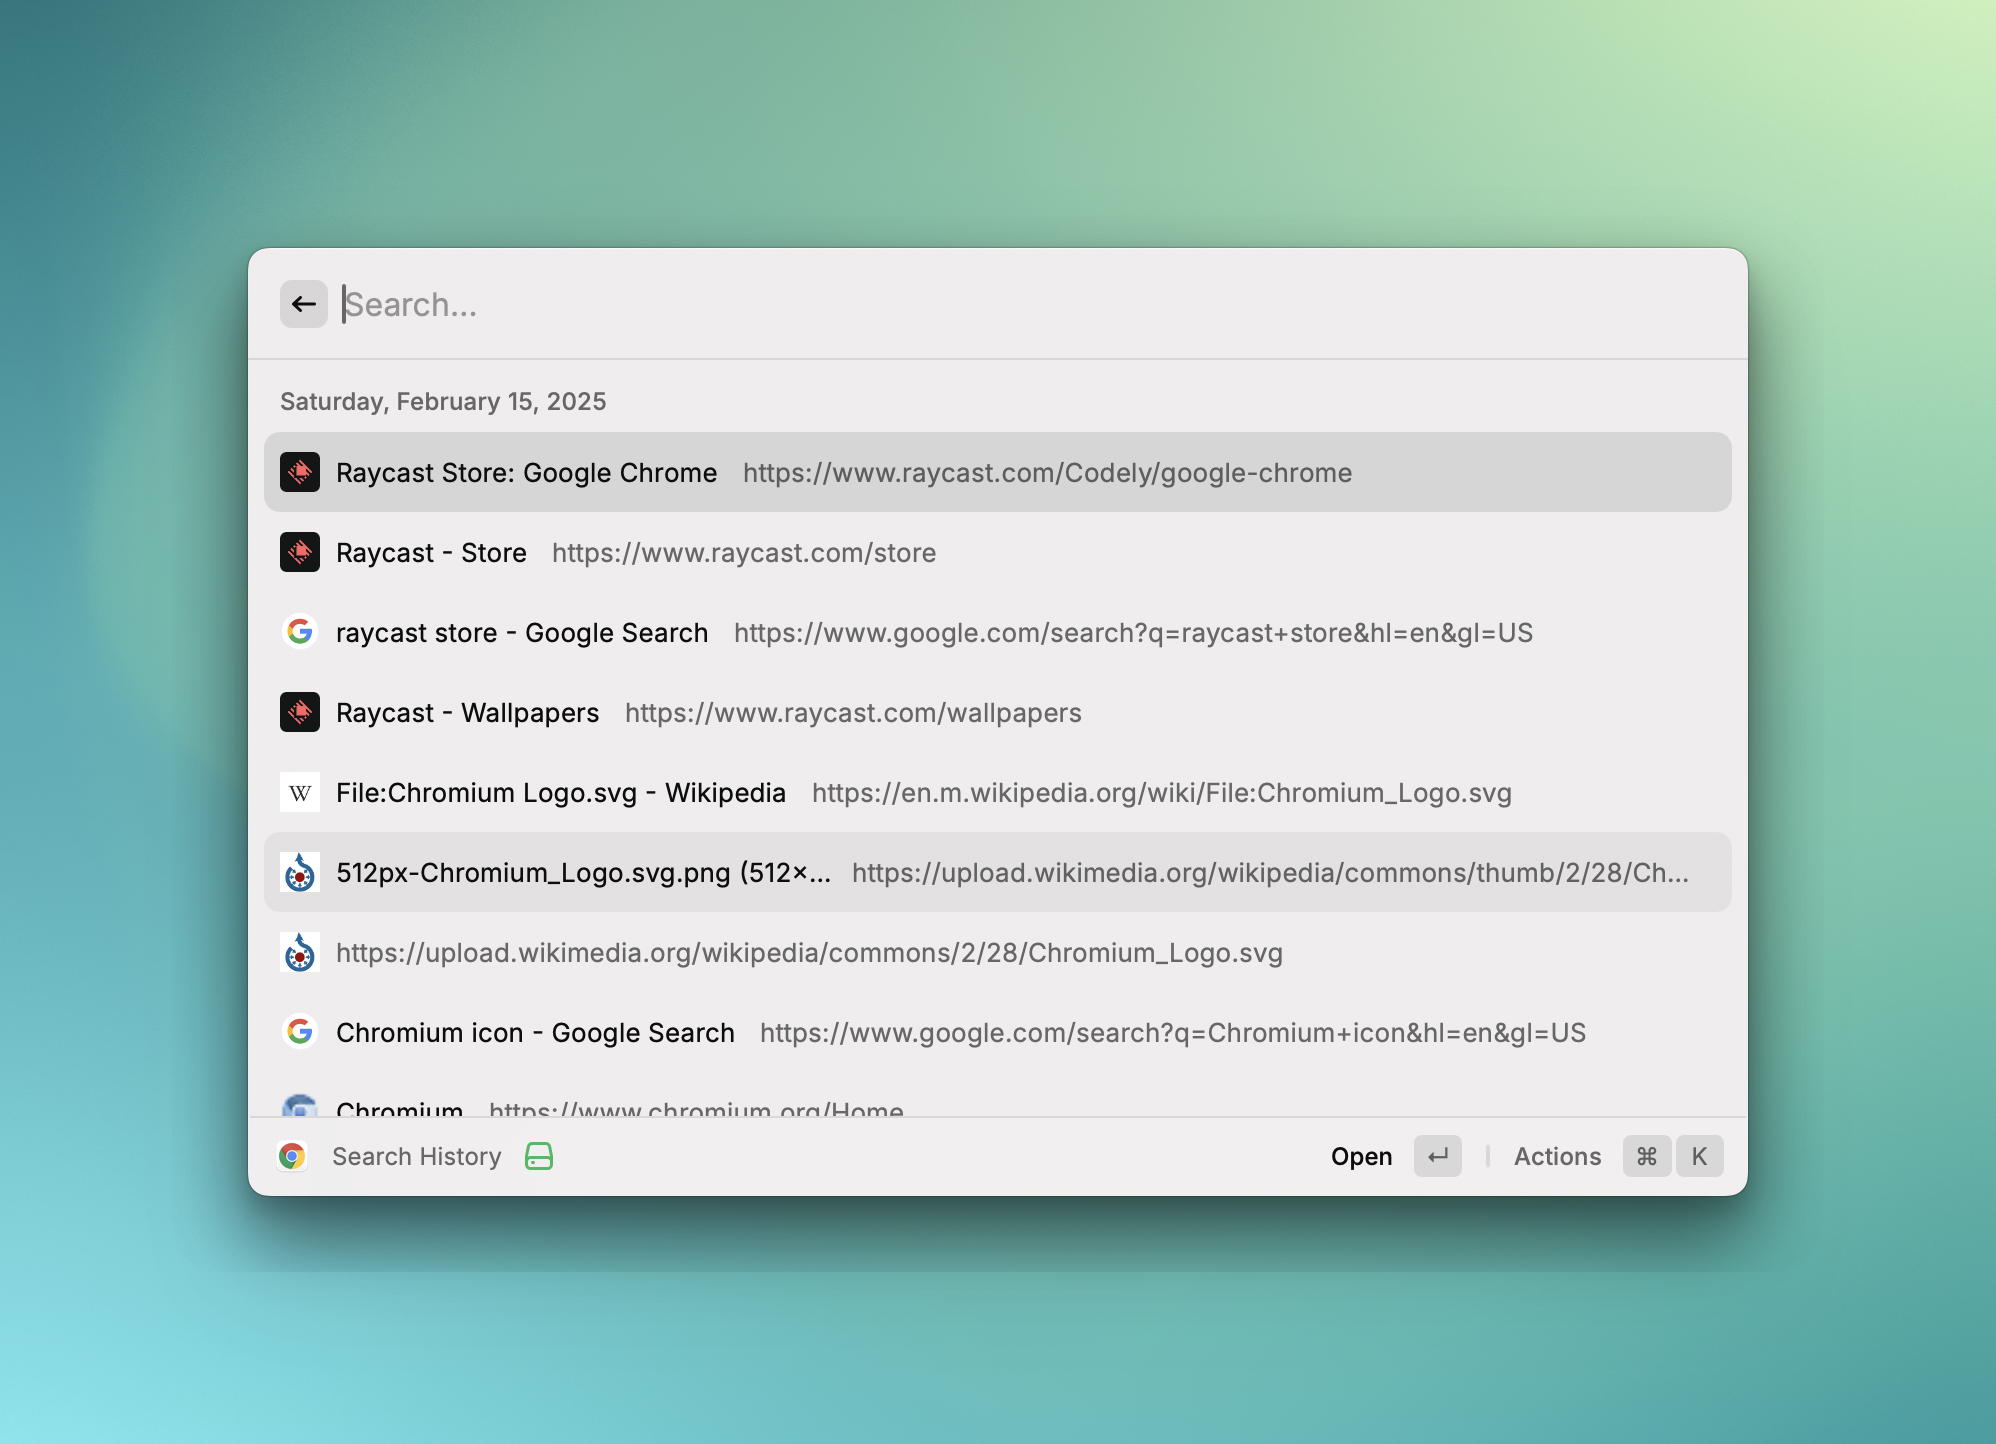 Search...
Saturday, February 15, 2025
Raycast Store: Google Chrome https://www.raycast.com/Codely/google-chrome
Raycast - Store https://www.raycast.com/store
raycast store - Google Search https://www.google.com/search?q=raycast+store&hl=en&gl=US
Raycast - Wallpapers https://www.raycast.com/wallpapers
W File:Chromium Logo.svg - Wikipedia https://en.m.wikipedia.org/wiki/File:Chromium_Logo.svg
512px-Chromium_Logo.svg.png (512×... https://upload.wikimedia.org/wikipedia/commons/thumb/2/28/Ch...
https://upload.wikimedia.org/wikipedia/commons/2/28/Chromium_Logo.svg
Chromium icon - Google Search https://www.google.com/search?q=Chromium+icon&hl=en&gl=US
Chromium https://www.chromium.org/Home
Search History Open ↵ Actions ⌘ K